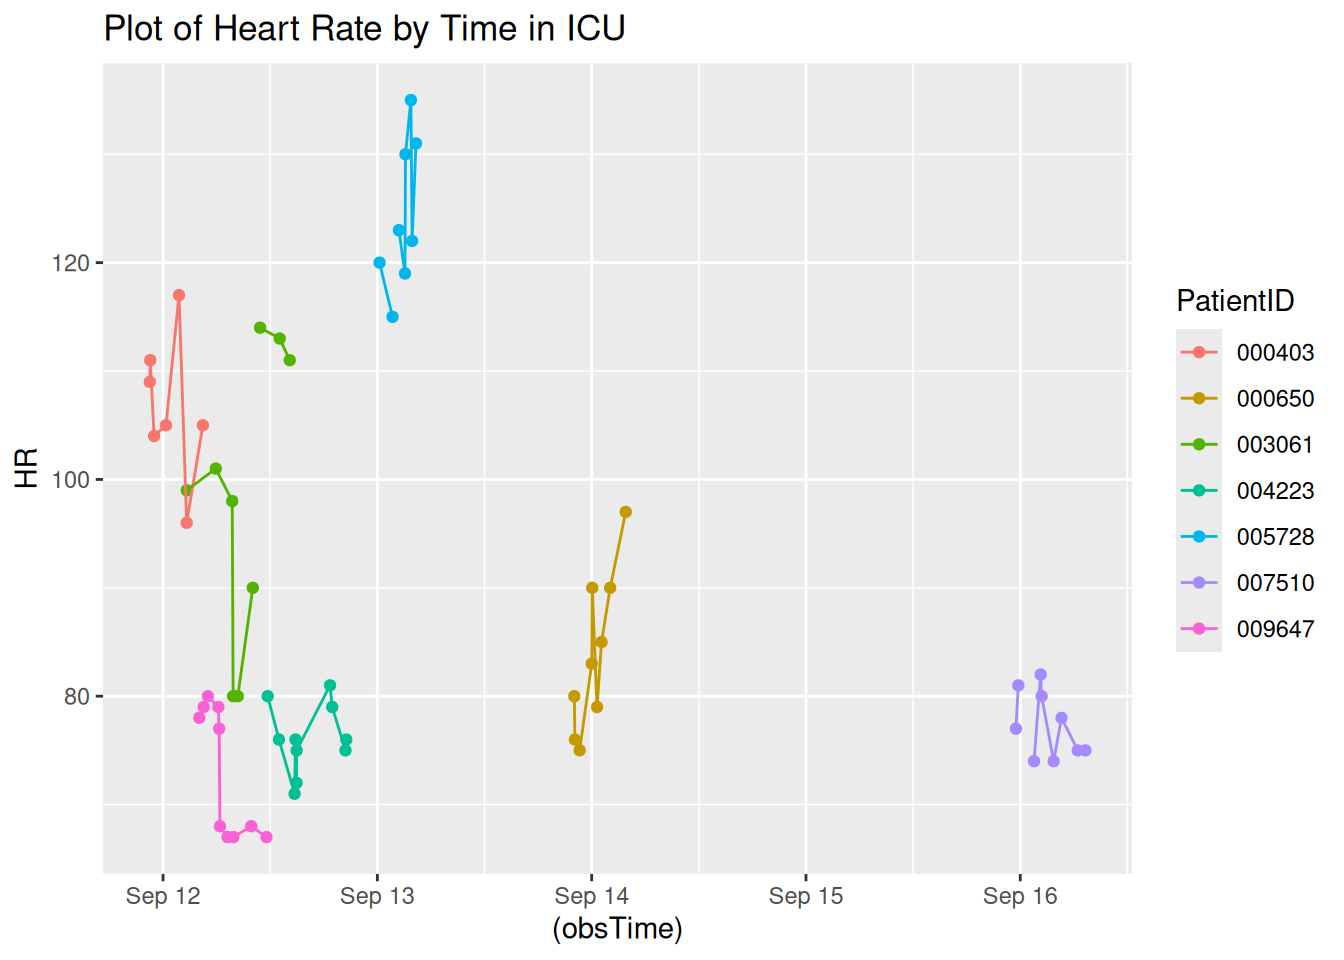 Plot of Heart Rate by Time in ICU
HR
120
100
80
Sep 12 Sep 13 Sep 14 Sep 15 Sep 16
(obsTime)
PatientID
000403
000650
003061
004223
005728
007510
009647